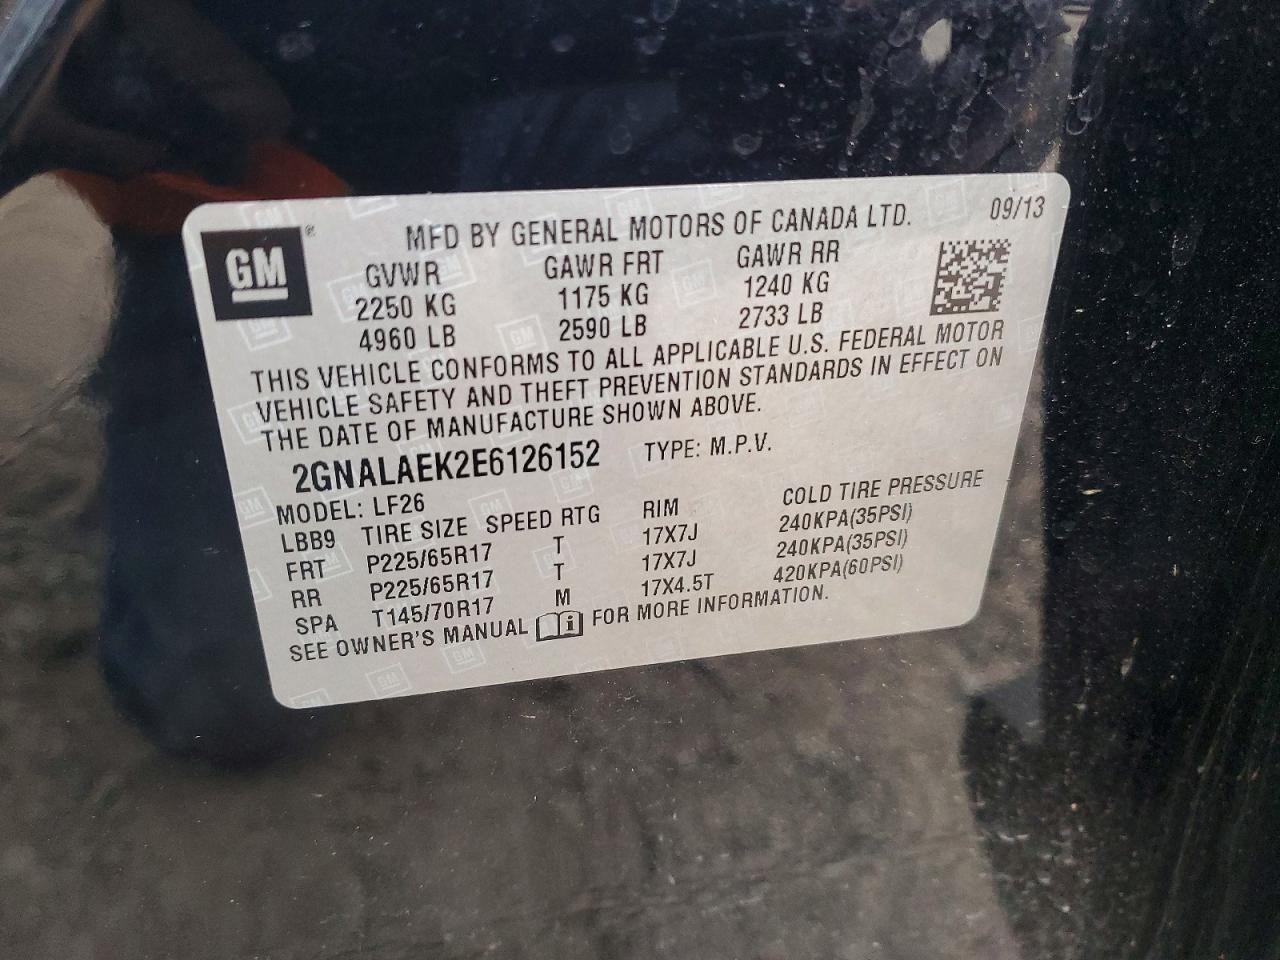 GM ® MFD BY GENERAL MOTORS OF CANADA LTD. 09/13
GVWR GAWR FRT GAWR RR
2250 KG 1175 KG 1240 KG
4960 LB 2590 LB 2733 LB
THIS VEHICLE CONFORMS TO ALL APPLICABLE U.S. FEDERAL MOTOR
VEHICLE SAFETY AND THEFT PREVENTION STANDARDS IN EFFECT ON
THE DATE OF MANUFACTURE SHOWN ABOVE.
2GNALAEK2E6126152 TYPE: M.P.V.
MODEL: LF26
LBB9 TIRE SIZE SPEED RTG RIM COLD TIRE PRESSURE
FRT P225/65R17 T 17X7J 240KPA(35PSI)
RR P225/65R17 T 17X7J 240KPA(35PSI)
SPA T145/70R17 M 17X4.5T 420KPA(60PSI)
SEE OWNER'S MANUAL i FOR MORE INFORMATION.